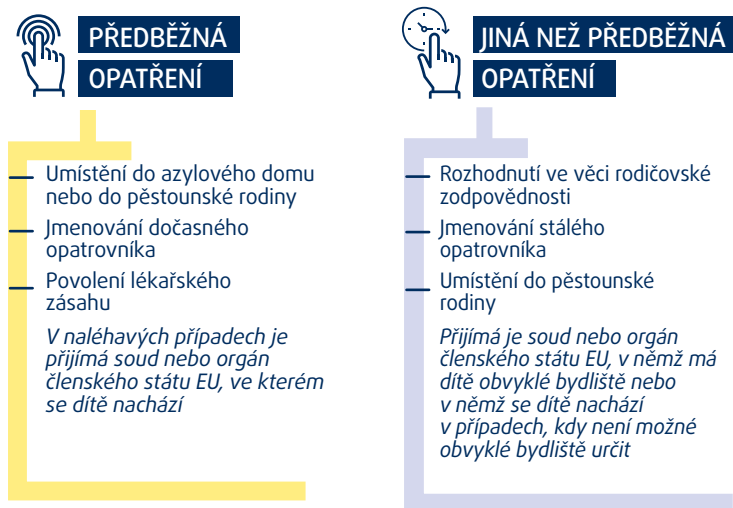 PŘEDBĚŽNÁ
OPATŘENÍ
Umístění do azylového domu
nebo do pěstounské rodiny
Jmenování dočasného
opatrovníka
Povolení lékařského
zásahu
V naléhavých případech je
přijímá soud nebo orgán
členského státu EU, ve kterém
se dítě nachází
JINÁ NEŽ PŘEDBĚŽNÁ
OPATŘENÍ
Rozhodnutí ve věci rodičovské
zodpovědnosti
Jmenování stálého
opatrovníka
Umístění do pěstounské
rodiny
Přijímá je soud nebo orgán
členského státu EU, v němž má
dítě obvyklé bydliště nebo
v němž se dítě nachází
v případech, kdy není možné
obvyklé bydliště určit